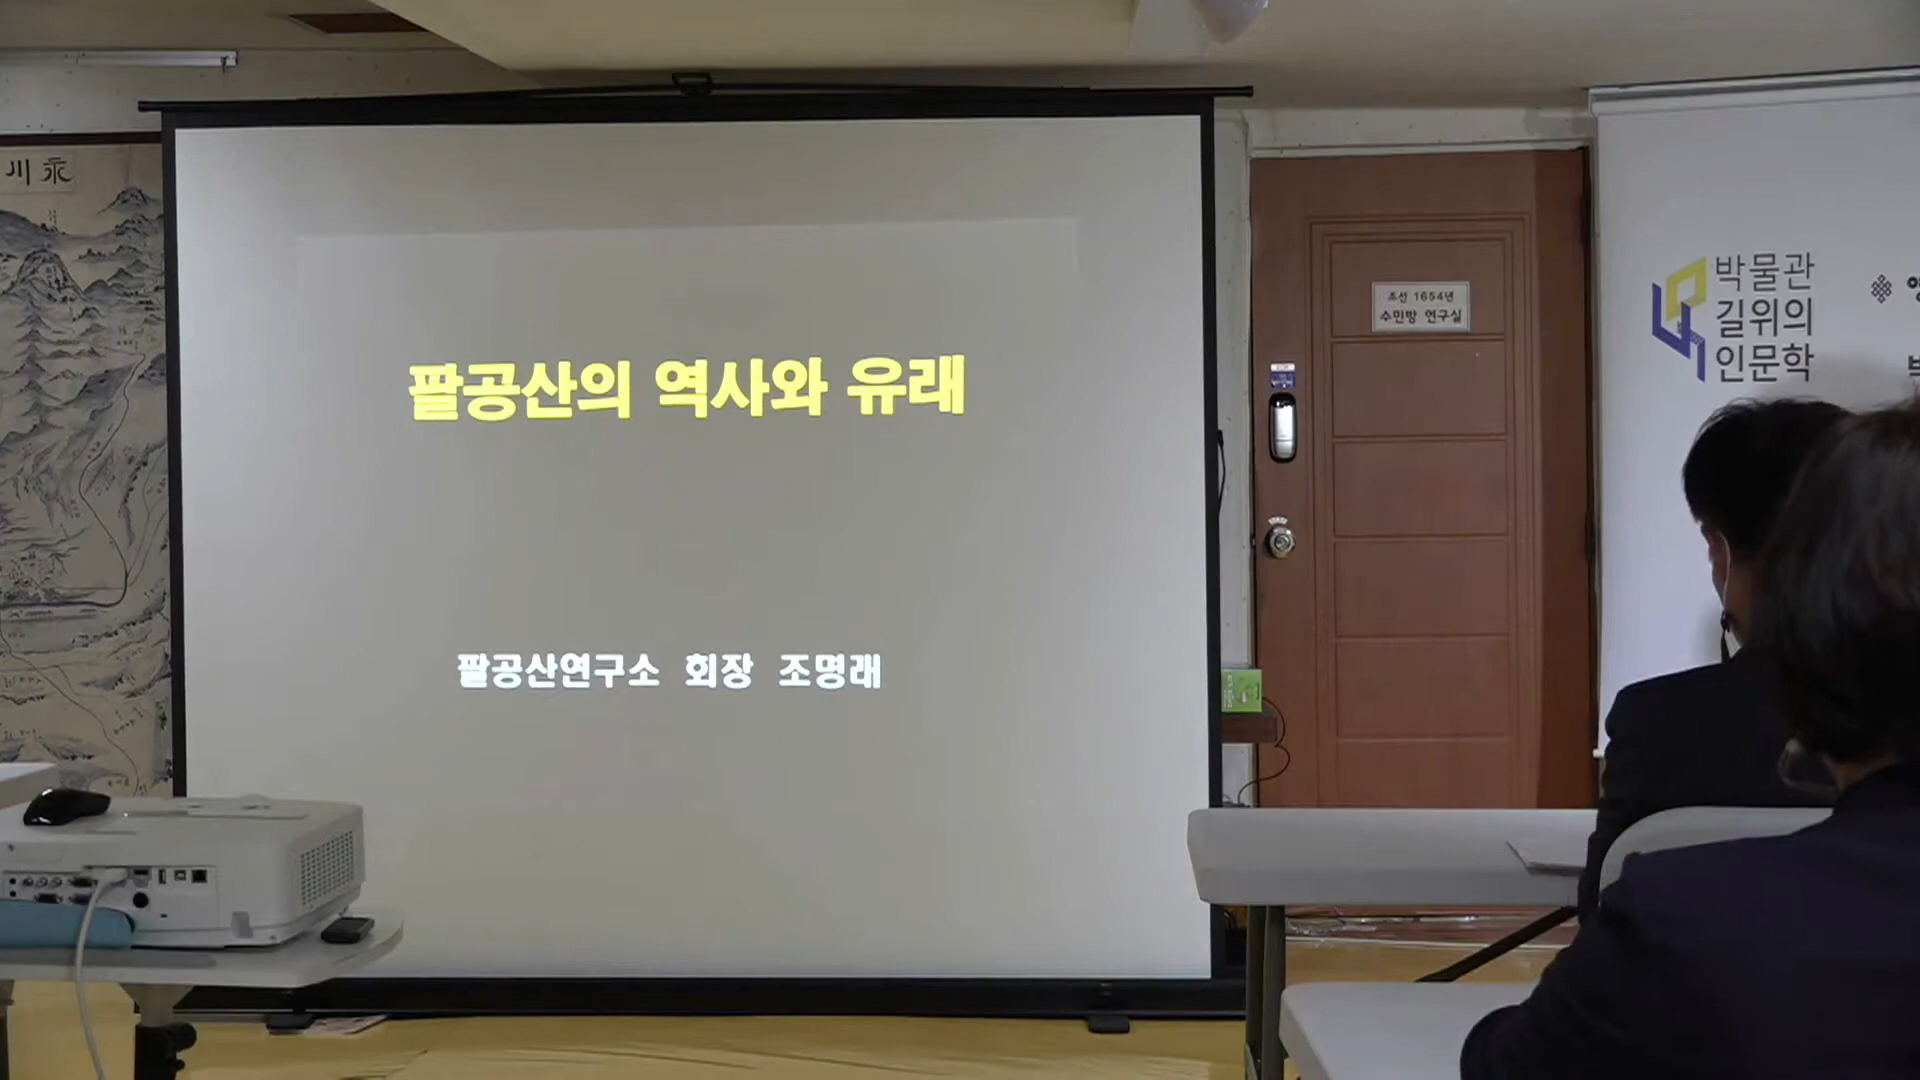 川永
팔공산의 역사와 유래
팔공산연구소 회장 조명래
조선 1654년
수민방 연구실
박물관
길위의
인문학